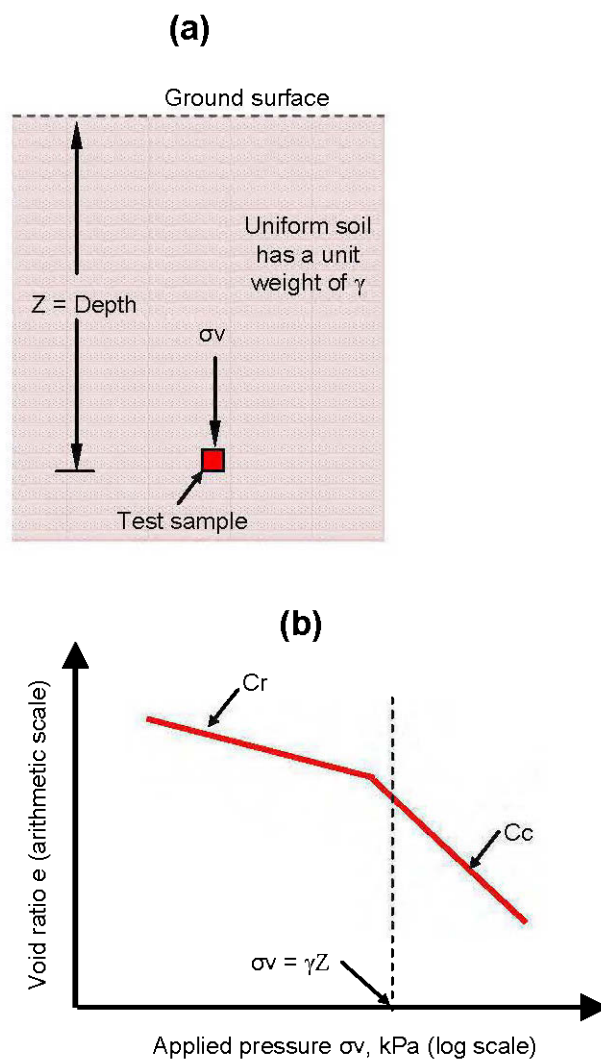 (a)
Ground surface
Uniform soil
has a unit
weight of γ
Z = Depth
σv
Test sample
(b)
Void ratio e (arithmetic scale)
Cr
Cc
σv = γZ
Applied pressure σv, kPa (log scale)